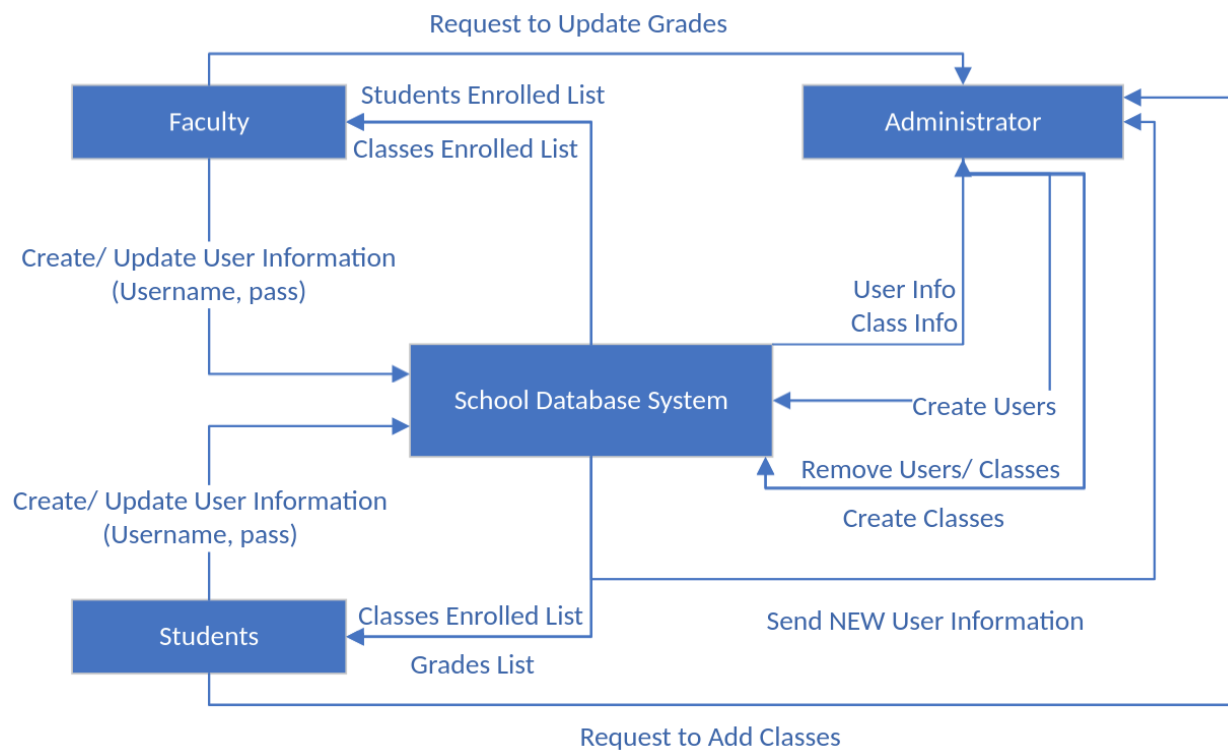 Request to Update Grades
Students Enrolled List
Faculty
Administrator
Classes Enrolled List
Create/ Update User Information
(Username, pass)
User Info
Class Info
School Database System
Create Users
Remove Users/ Classes
Create/ Update User Information
(Username, pass)
Create Classes
Classes Enrolled List
Send NEW User Information
Students
Grades List
Request to Add Classes